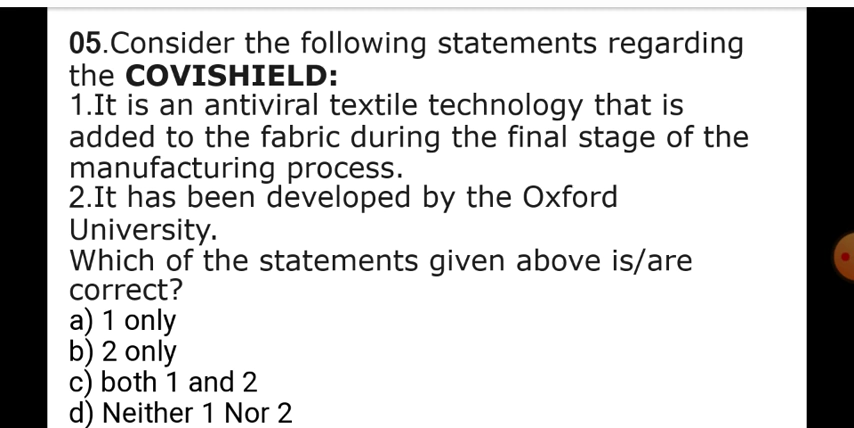 05.Consider the following statements regarding
the COVISHIELD:
1.It is an antiviral textile technology that is
added to the fabric during the final stage of the
manufacturing process.
2.It has been developed by the Oxford
University.
Which of the statements given above is/are
correct?
a) 1 only
b) 2 only
c) both 1 and 2
d) Neither 1 Nor 2